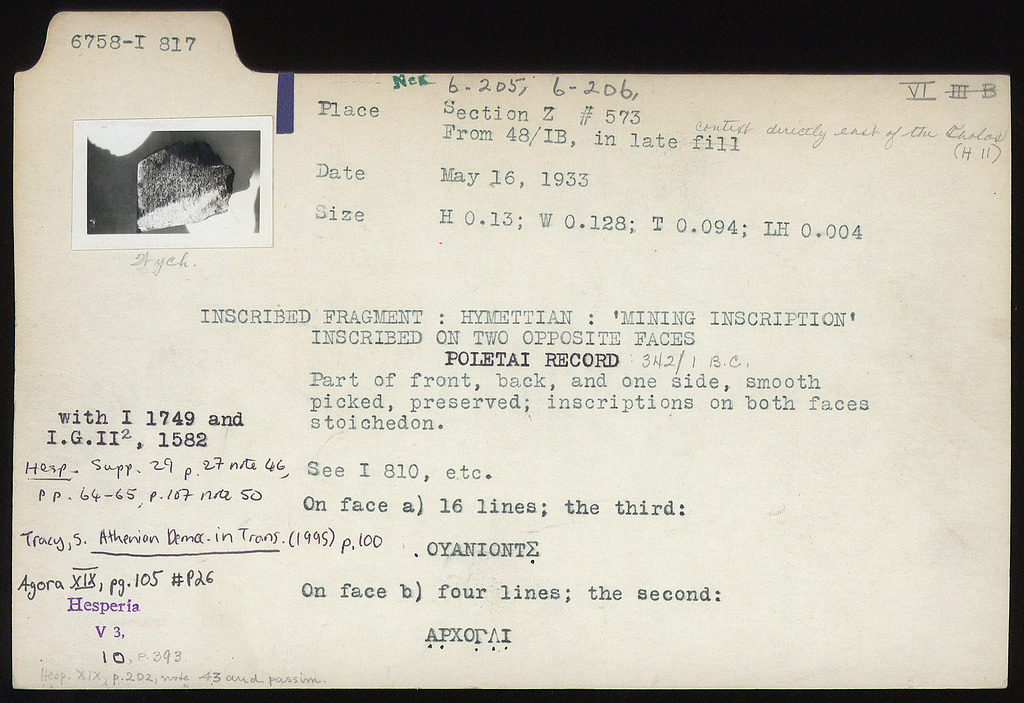 6758-I 817
Neg 6-205, 6-206,
VI III B
Place Section Z # 573
From 48/IB, in late fill
context directly east of the Tholos
(H 11)
Date May 16, 1933
Size H 0.13; W 0.128; T 0.094; LH 0.004
INSCRIBED FRAGMENT : HYMETTIAN : 'MINING INSCRIPTION'
INSCRIBED ON TWO OPPOSITE FACES
POLETAI RECORD 342/1 B.C.
Part of front, back, and one side, smooth
picked, preserved; inscriptions on both faces
stoichedon.
with I 1749 and
I.G.II², 1582
See I 810, etc.
Hesp. Supp. 29 p. 27 note 46,
pp. 64-65, p. 107 note 50
On face a) 16 lines; the third:
Tracy, S. Athenian Democ. in Trans. (1995) p. 100
ΟΥΑΝΙΟΝΤΣ
Agora XIX, pg. 105 #P26
On face b) four lines; the second:
Hesperia
V 3,
ΑΡΧΟΓΛΙ
10, p. 393
Hesp. XIX, p. 202, note 43 and passim.